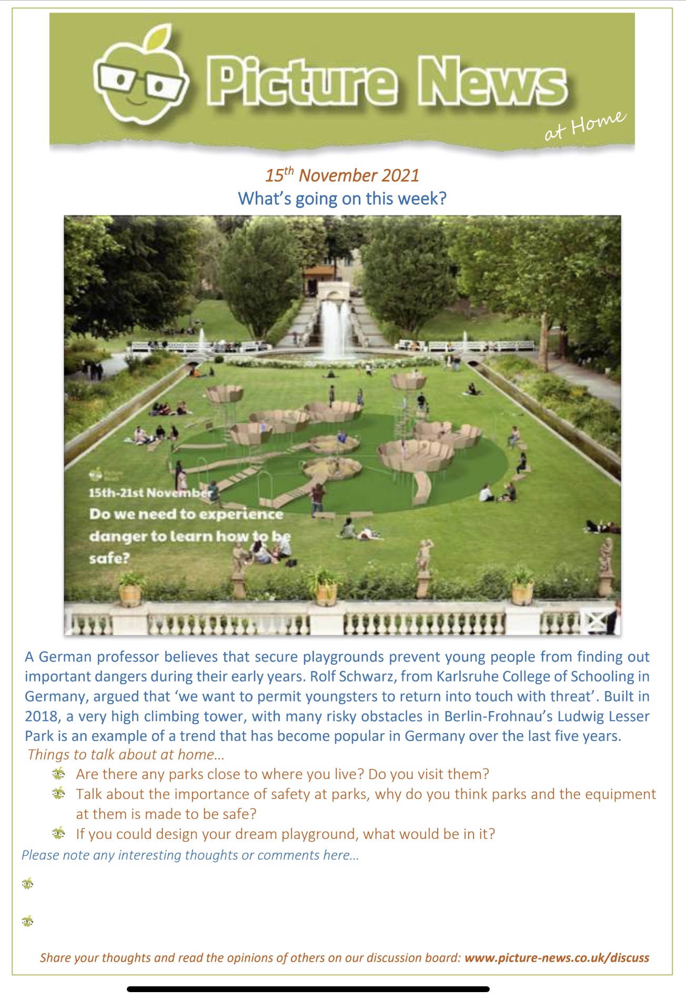 Picture News
at Home
15th November 2021
What's going on this week?
Picture
News
15th-21st November
Do we need to experience
danger to learn how to be
safe?
A German professor believes that secure playgrounds prevent young people from finding out
important dangers during their early years. Rolf Schwarz, from Karlsruhe College of Schooling in
Germany, argued that ‘we want to permit youngsters to return into touch with threat’. Built in
2018, a very high climbing tower, with many risky obstacles in Berlin-Frohnau’s Ludwig Lesser
Park is an example of a trend that has become popular in Germany over the last five years.
Things to talk about at home...
Are there any parks close to where you live? Do you visit them?
Talk about the importance of safety at parks, why do you think parks and the equipment
at them is made to be safe?
If you could design your dream playground, what would be in it?
Please note any interesting thoughts or comments here...
Share your thoughts and read the opinions of others on our discussion board: www.picture-news.co.uk/discuss